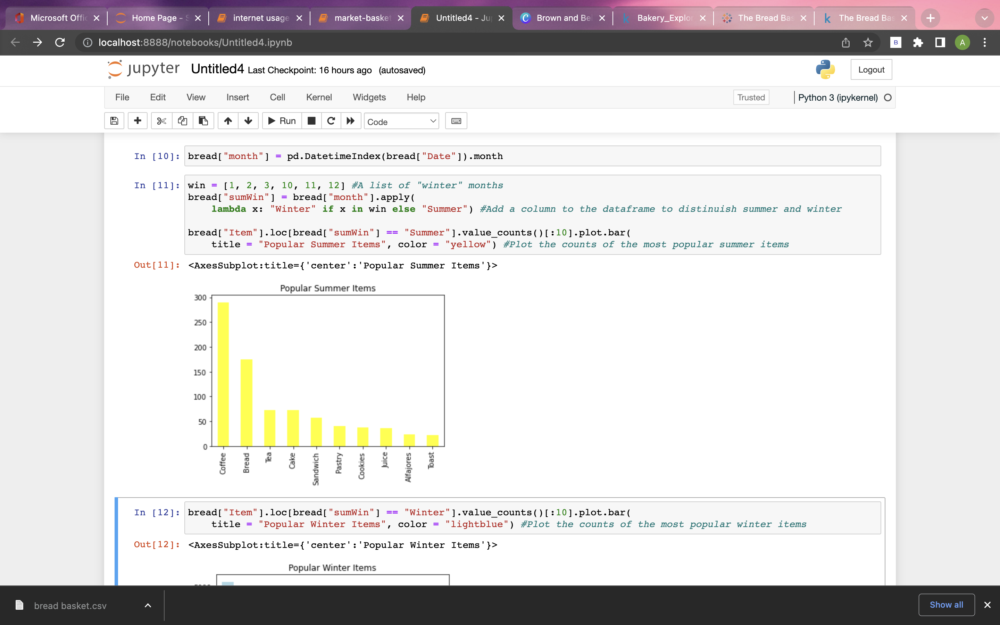 Microsoft Offic
Home Page - S
internet usage
market-basket
Untitled4 - Ju
Brown and Bei
Bakery_Explor
The Bread Bas
The Bread Bas
localhost:8888/notebooks/Untitled4.ipynb
B
A
jupyter Untitled4 Last Checkpoint: 16 hours ago (autosaved)
Logout
File Edit View Insert Cell Kernel Widgets Help
Trusted
Python 3 (ipykernel)
Run
Code
In [10]: bread["month"] = pd.DatetimeIndex(bread["Date"]).month
In [11]: win = [1, 2, 3, 10, 11, 12] #A list of "winter" months
bread["sumWin"] = bread["month"].apply(
lambda x: "Winter" if x in win else "Summer") #Add a column to the dataframe to distinuish summer and winter
bread["Item"].loc[bread["sumWin"] == "Summer"].value_counts()[:10].plot.bar(
title = "Popular Summer Items", color = "yellow") #Plot the counts of the most popular summer items
Out[11]: <AxesSubplot:title={'center':'Popular Summer Items'}>
Popular Summer Items
300
250
200
150
100
50
0
Coffee
Bread
Tea
Cake
Sandwich
Pastry
Cookies
Juice
Alfajores
Toast
In [12]: bread["Item"].loc[bread["sumWin"] == "Winter"].value_counts()[:10].plot.bar(
title = "Popular Winter Items", color = "lightblue") #Plot the counts of the most popular winter items
Out[12]: <AxesSubplot:title={'center':'Popular Winter Items'}>
Popular Winter Items
bread basket.csv
Show all